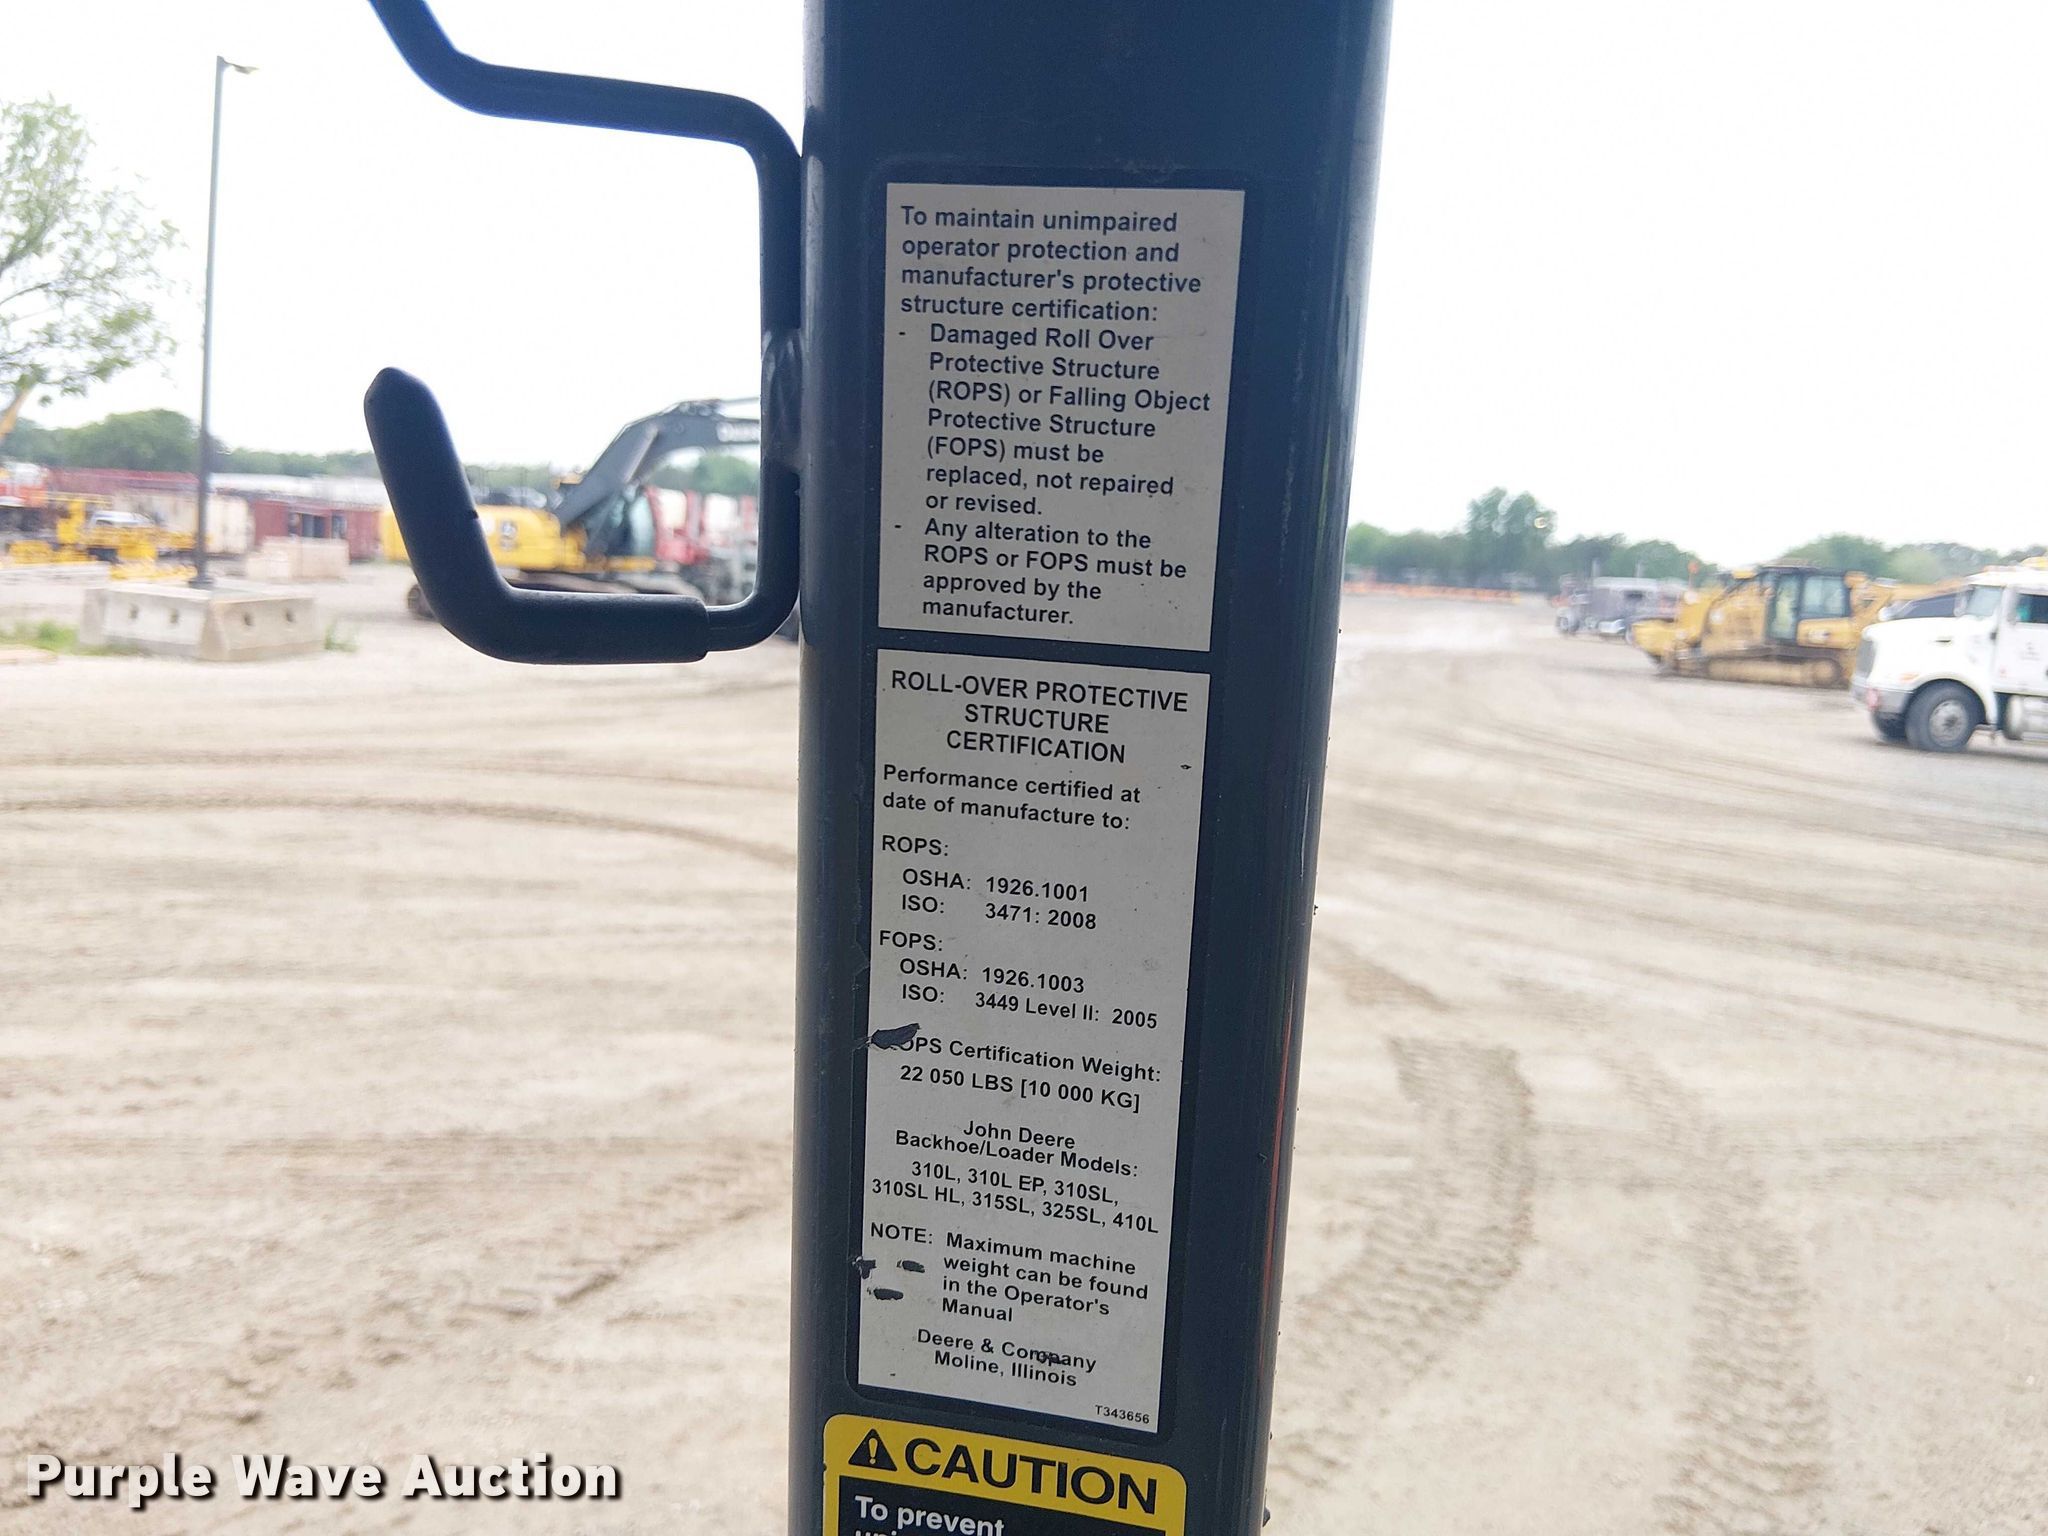 To maintain unimpaired
operator protection and
manufacturer's protective
structure certification:
- Damaged Roll Over
Protective Structure
(ROPS) or Falling Object
Protective Structure
(FOPS) must be
replaced, not repaired
or revised.
- Any alteration to the
ROPS or FOPS must be
approved by the
manufacturer.
ROLL-OVER PROTECTIVE
STRUCTURE
CERTIFICATION
Performance certified at
date of manufacture to:
ROPS:
OSHA: 1926.1001
ISO: 3471: 2008
FOPS:
OSHA: 1926.1003
ISO: 3449 Level II: 2005
OPS Certification Weight:
22 050 LBS [10 000 KG]
John Deere
Backhoe/Loader Models:
310L, 310L EP, 310SL,
310SL HL, 315SL, 325SL, 410L
NOTE: Maximum machine
weight can be found
in the Operator's
Manual
Deere & Company
Moline, Illinois
T343656
CAUTION
To prevent
Purple Wave Auction